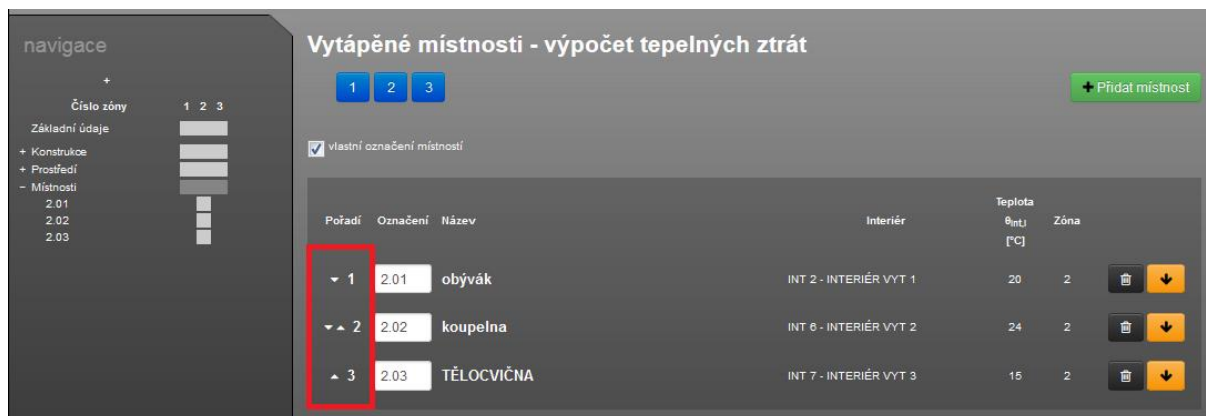 navigace
+
Číslo zóny 1 2 3
Základní údaje
+ Konstrukce
+ Prostředí
− Místnosti
2.01
2.02
2.03
Vytápěné místnosti - výpočet tepelných ztrát
1 2 3
+ Přidat místnost
vlastní označení místností
Pořadí Označení Název Interiér Teplota θint,i [°C] Zóna
1 2.01 obývák INT 2 - INTERIÉR VYT 1 20 2
2 2.02 koupelna INT 6 - INTERIÉR VYT 2 24 2
3 2.03 TĚLOCVIČNA INT 7 - INTERIÉR VYT 3 15 2